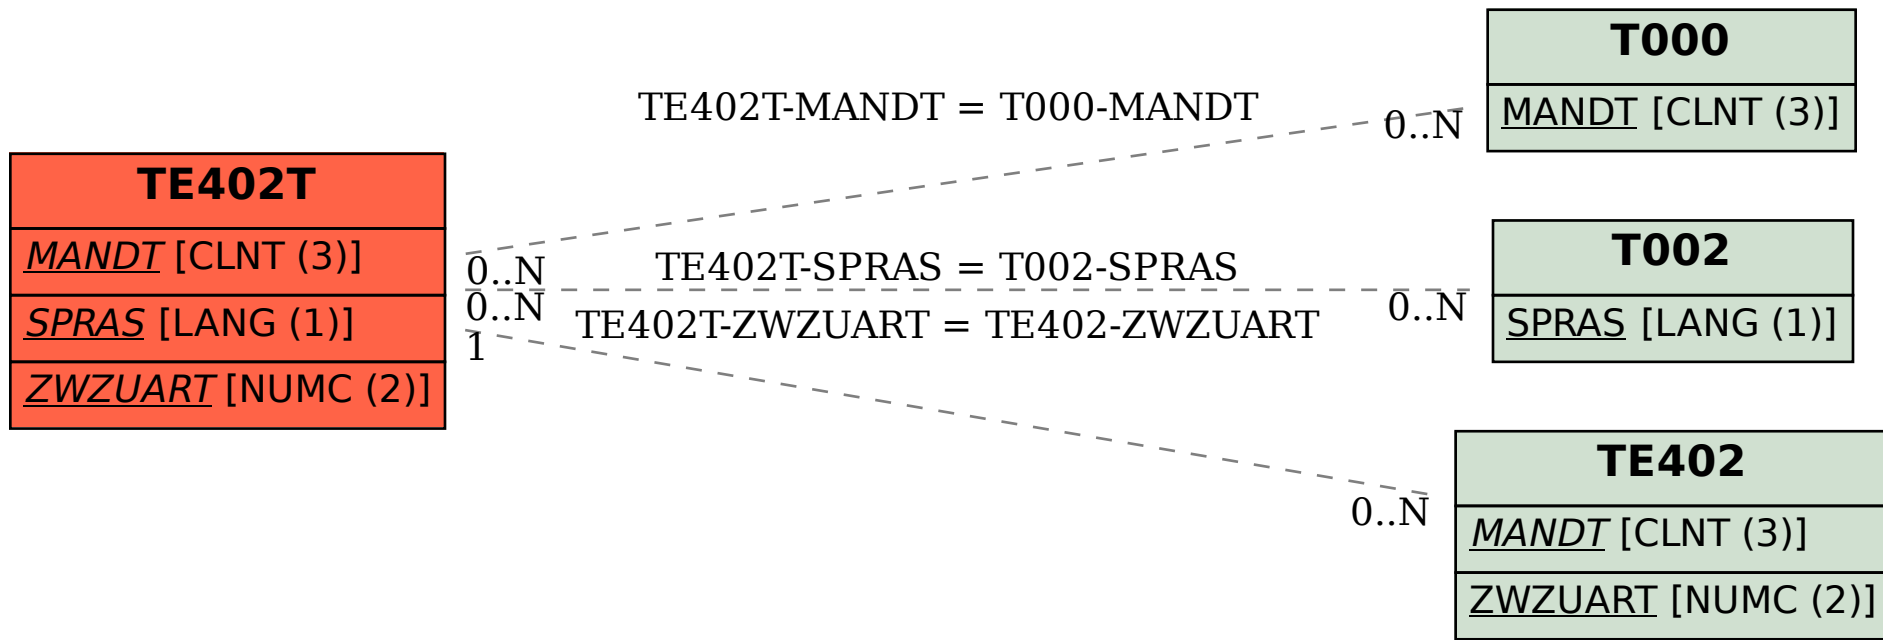 TE402T
MANDT [CLNT (3)]
SPRAS [LANG (1)]
ZWZUART [NUMC (2)]
TE402T-MANDT = T000-MANDT
0..N
0..N
TE402T-SPRAS = T002-SPRAS
0..N
0..N
TE402T-ZWZUART = TE402-ZWZUART
1
0..N
T000
MANDT [CLNT (3)]
T002
SPRAS [LANG (1)]
TE402
MANDT [CLNT (3)]
ZWZUART [NUMC (2)]